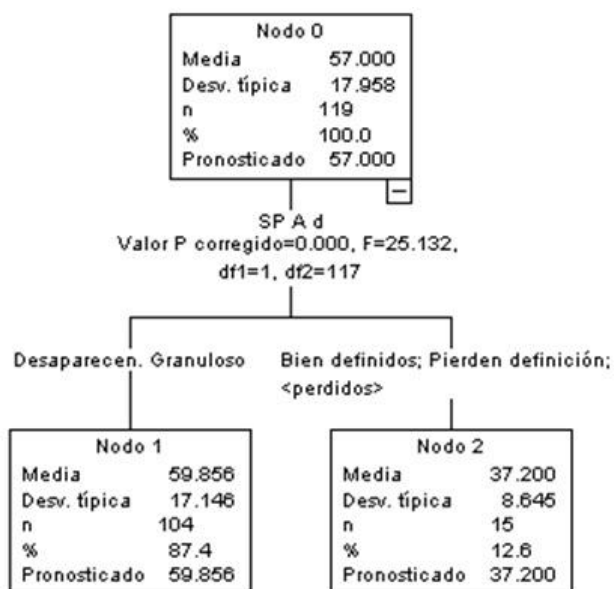 Nodo 0
Media 57.000
Desv. típica 17.958
n 119
% 100.0
Pronosticado 57.000
SP A d
Valor P corregido=0.000, F=25.132,
df1=1, df2=117
Desaparecen. Granuloso
Bien definidos; Pierden definición;
<perdidos>
Nodo 1
Media 59.856
Desv. típica 17.146
n 104
% 87.4
Pronosticado 59.856
Nodo 2
Media 37.200
Desv. típica 8.645
n 15
% 12.6
Pronosticado 37.200